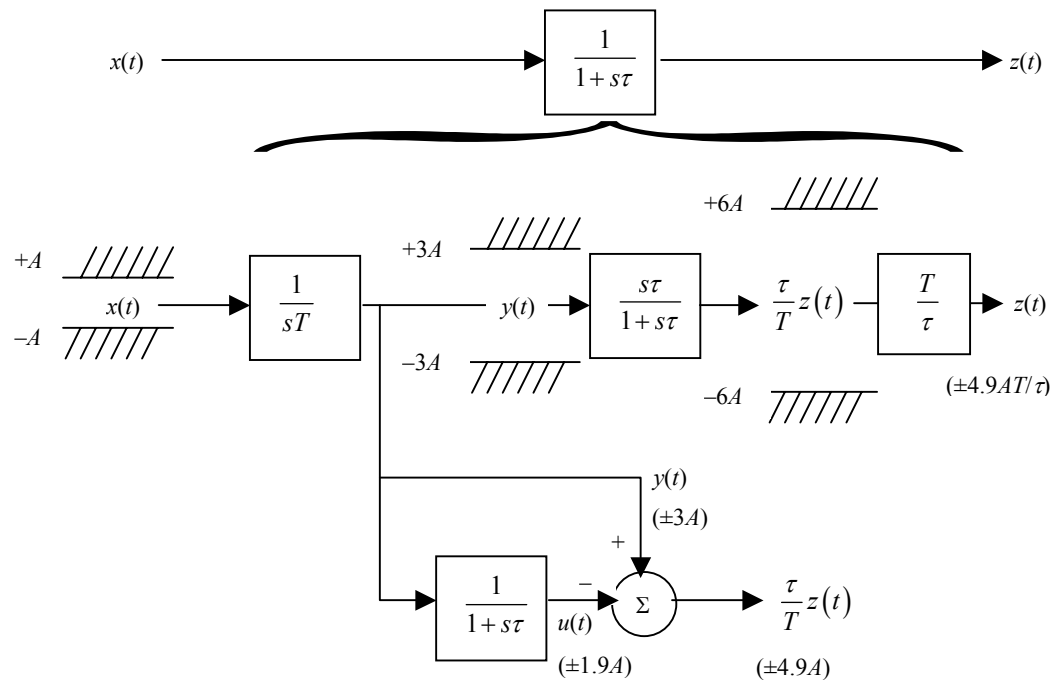 x(t)
1
1 + sτ
z(t)
+6A
+A
+3A
x(t)
1
sT
y(t)
sτ
1 + sτ
τ
T
z(t)
T
τ
z(t)
–A
–3A
–6A
(±4.9AT/τ)
y(t)
(±3A)
+
1
1 + sτ
–
u(t)
(±1.9A)
Σ
τ
T
z(t)
(±4.9A)